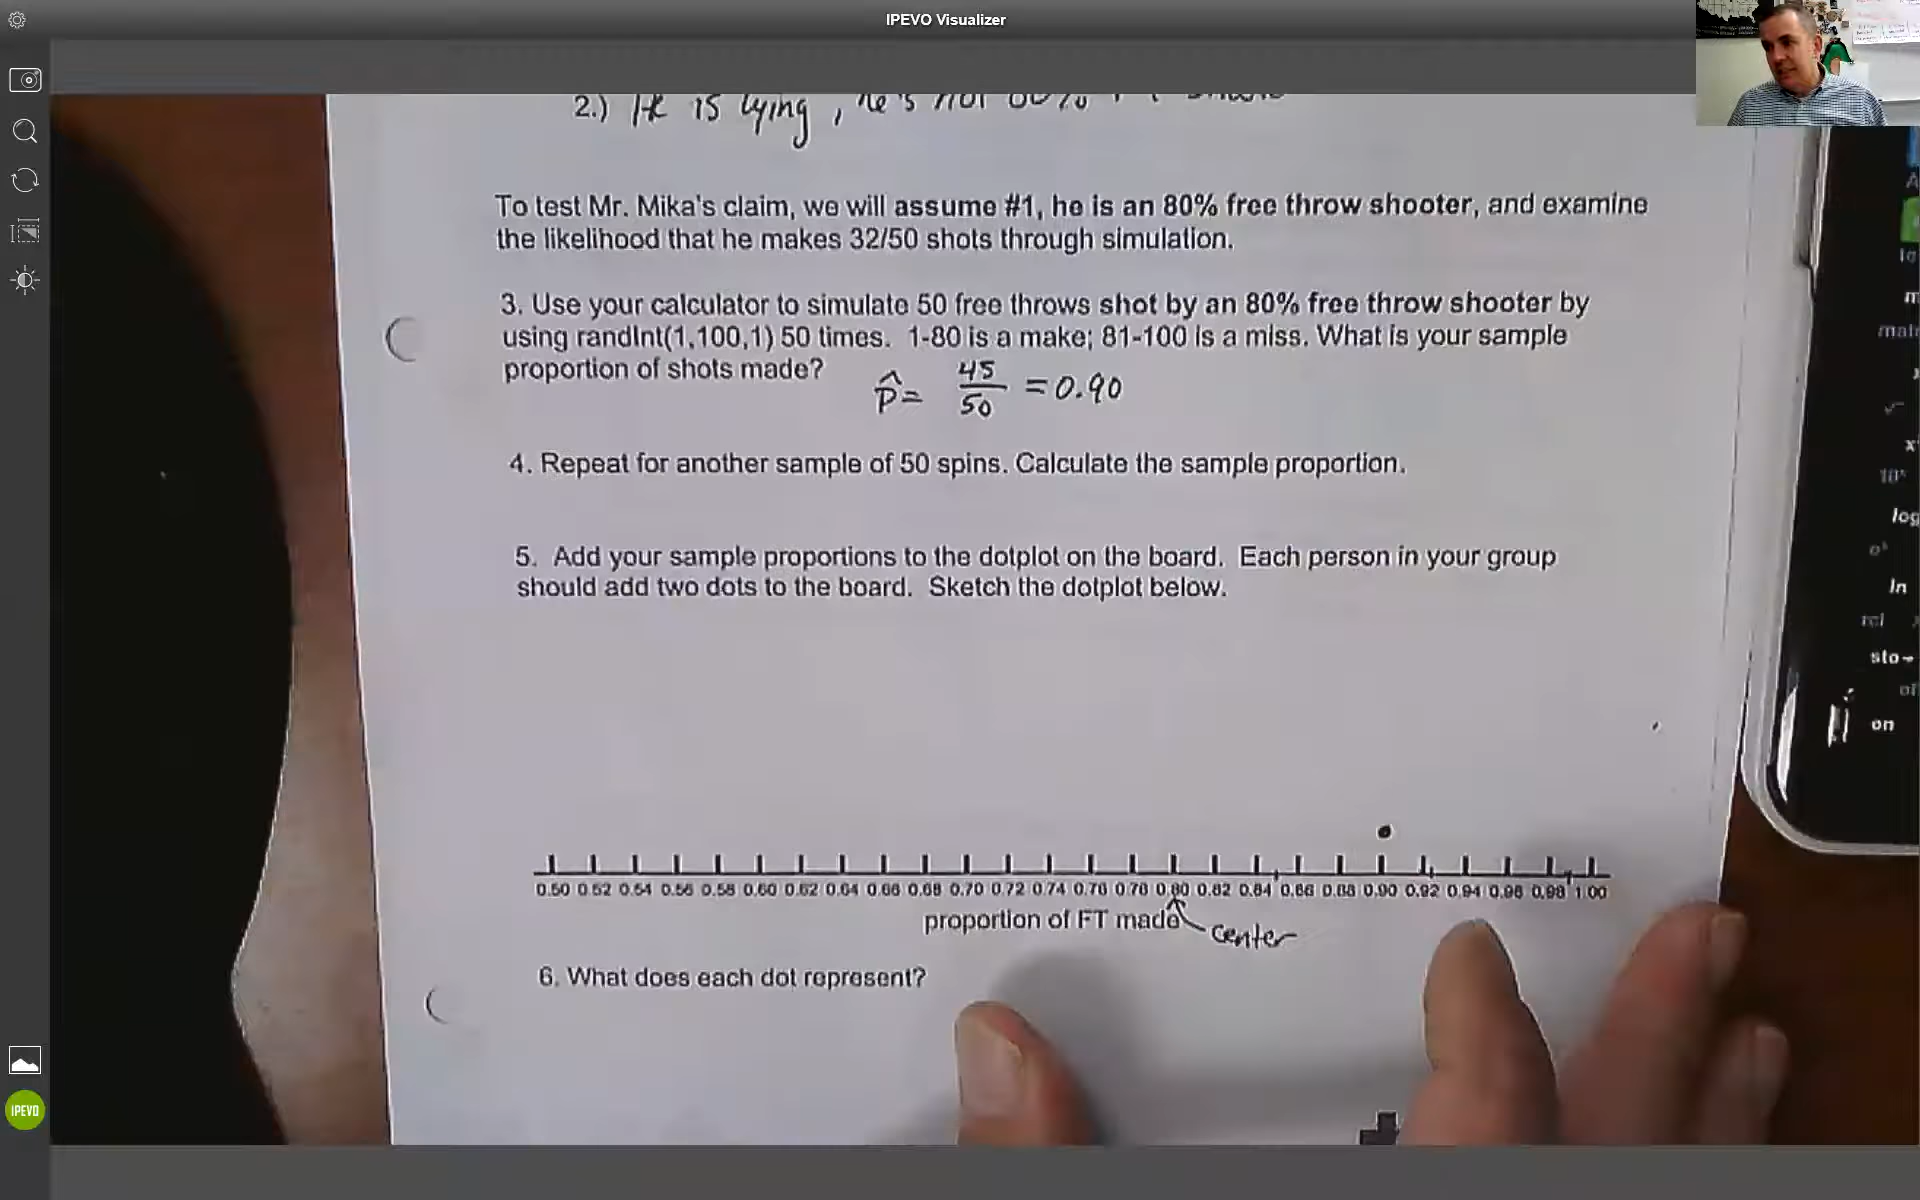 IPEVO Visualizer
2.) He is lying, he's not 80%
To test Mr. Mika's claim, we will assume #1, he is an 80% free throw shooter, and examine
the likelihood that he makes 32/50 shots through simulation.
3. Use your calculator to simulate 50 free throws shot by an 80% free throw shooter by
using randInt(1,100,1) 50 times. 1-80 is a make; 81-100 is a miss. What is your sample
proportion of shots made?
p̂ = 45/50 = 0.90
4. Repeat for another sample of 50 spins. Calculate the sample proportion.
5. Add your sample proportions to the dotplot on the board. Each person in your group
should add two dots to the board. Sketch the dotplot below.
0.50 0.52 0.54 0.56 0.58 0.60 0.62 0.64 0.66 0.68 0.70 0.72 0.74 0.76 0.78 0.80 0.82 0.84 0.86 0.88 0.90 0.92 0.94 0.96 0.98 1.00
proportion of FT made
center
6. What does each dot represent?
log
ln
sto→
on
IPEVO